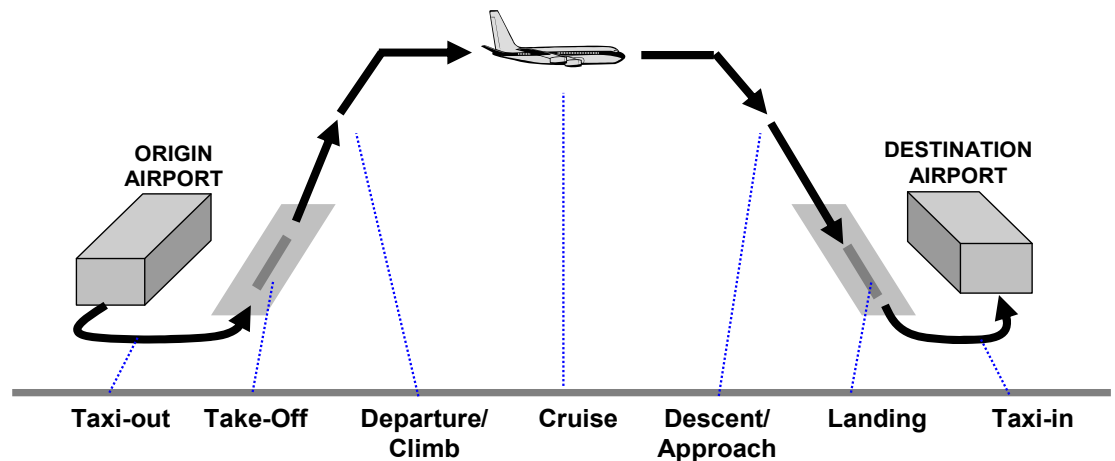 ORIGIN
AIRPORT
DESTINATION
AIRPORT
Taxi-out
Take-Off
Departure/
Climb
Cruise
Descent/
Approach
Landing
Taxi-in